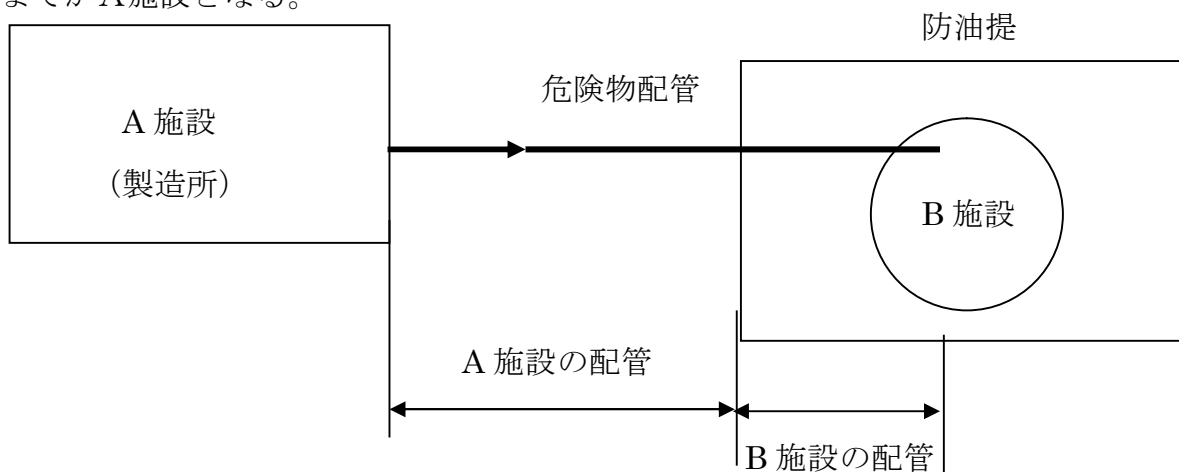 までが A施設となる。
防油提
危険物配管
A 施設
（製造所）
B 施設
A 施設の配管
B 施設の配管